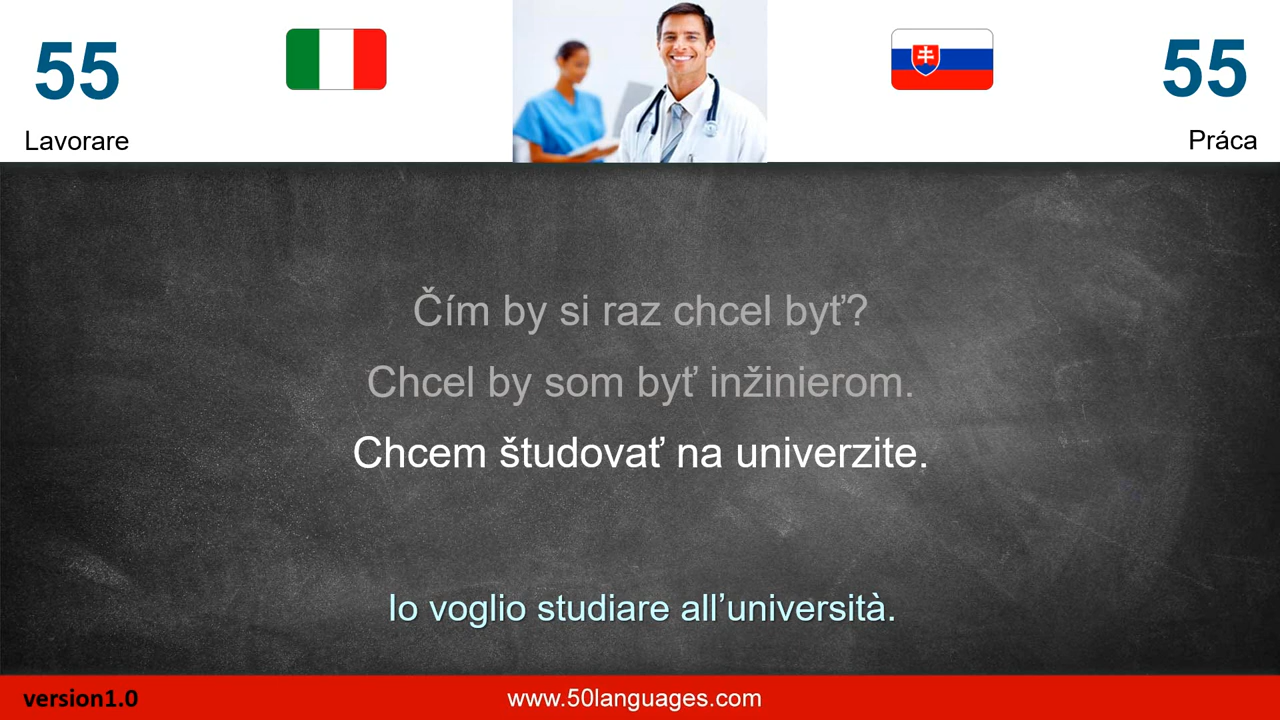 55
55
Lavorare
Práca
Čím by si raz chcel byť?
Chcel by som byť inžinierom.
Chcem študovať na univerzite.
Io voglio studiare all’università.
version1.0
www.50languages.com